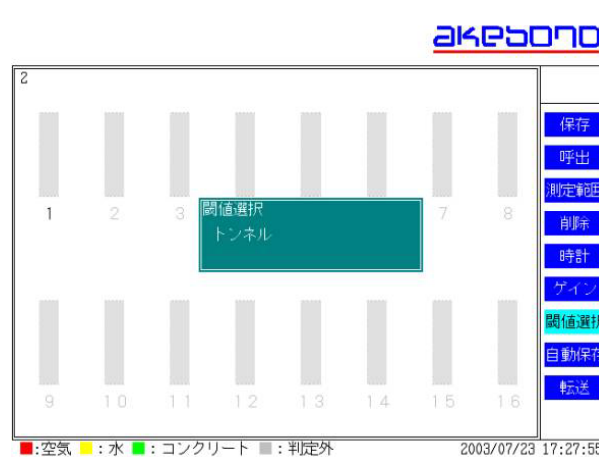 akebono
2
保存
呼出
測定範囲
削除
時計
ゲイン
閾値選択
自動保存
転送
1 2 3 7 8
閾値選択
トンネル
9 10 11 12 13 14 15 16
■:空気 ■:水 ■:コンクリート ■:判定外 2003/07/23 17:27:55